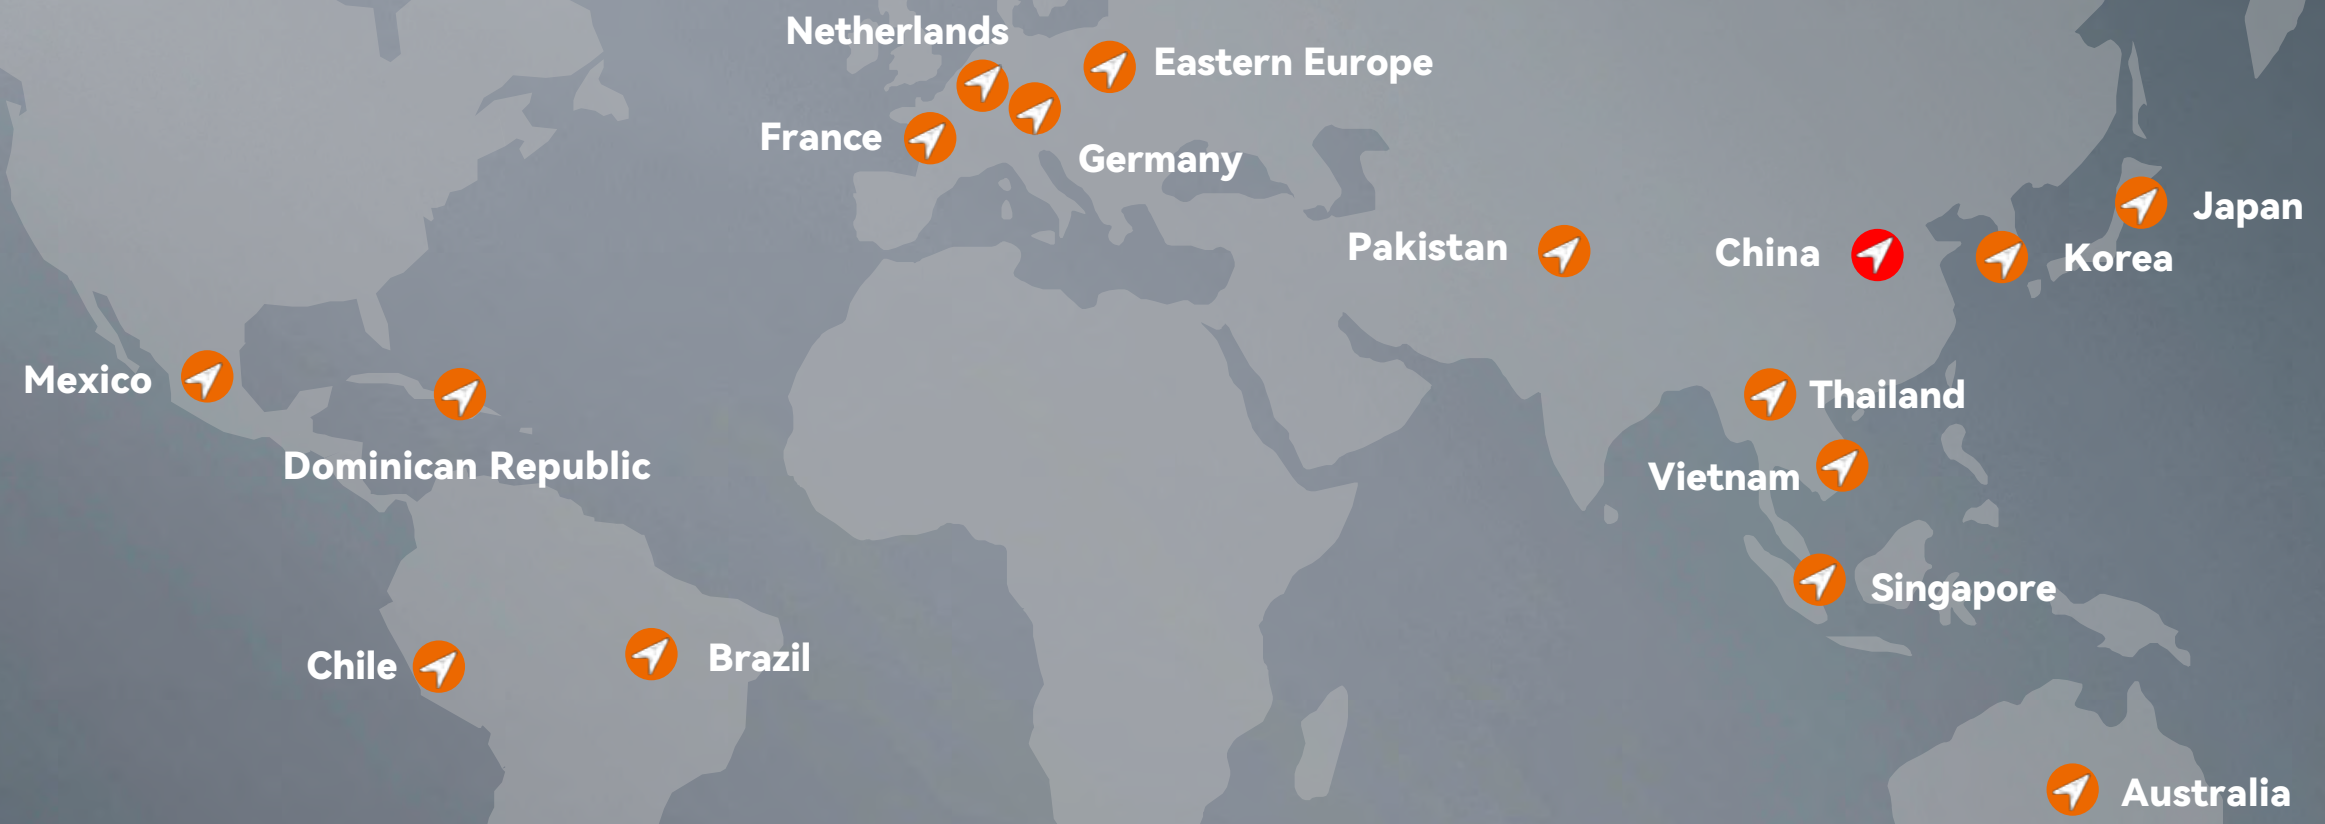 Netherlands
Eastern Europe
France
Germany
Japan
Pakistan
China
Korea
Mexico
Thailand
Dominican Republic
Vietnam
Singapore
Chile
Brazil
Australia